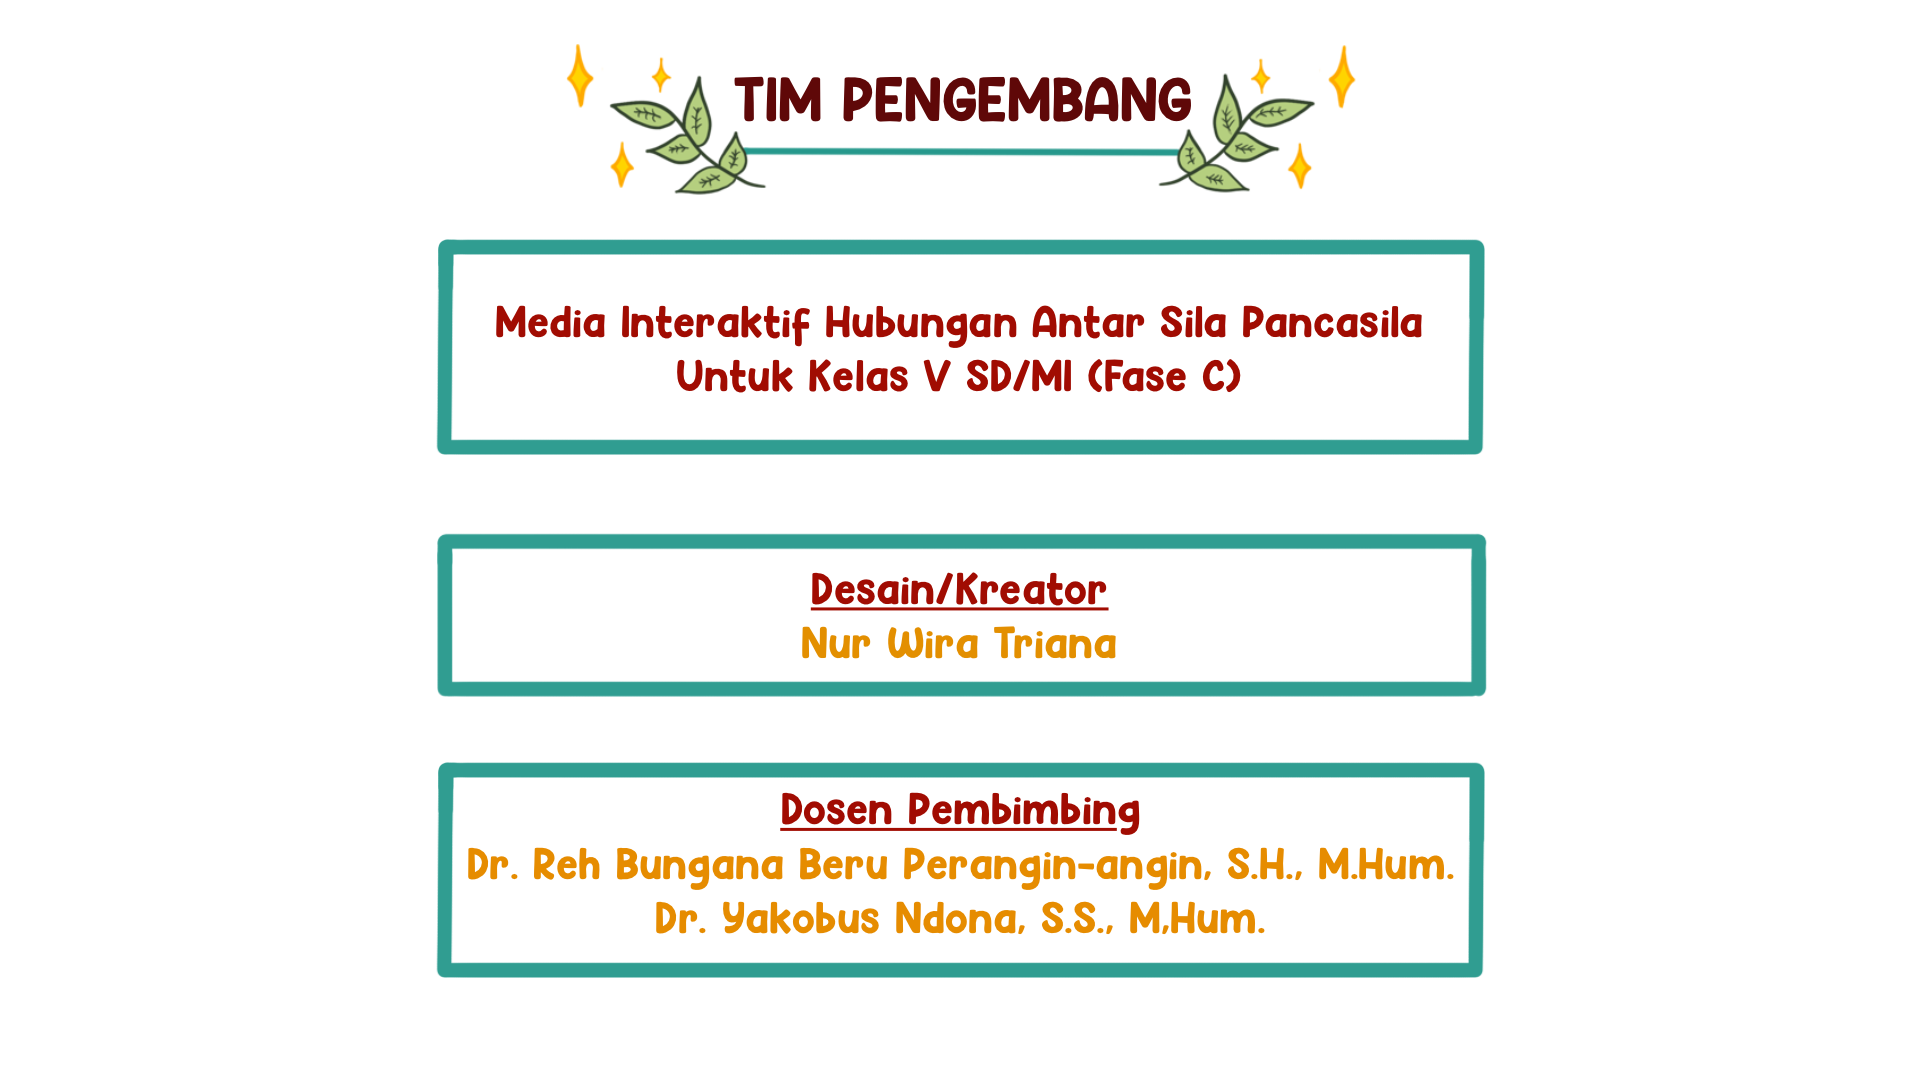 TIM PENGEMBANG
Media Interaktif Hubungan Antar Sila Pancasila
Untuk Kelas V SD/MI (Fase C)
Desain/Kreator
Nur Wira Triana
Dosen Pembimbing
Dr. Reh Bungana Beru Perangin-angin, S.H., M.Hum.
Dr. Yakobus Ndona, S.S., M,Hum.